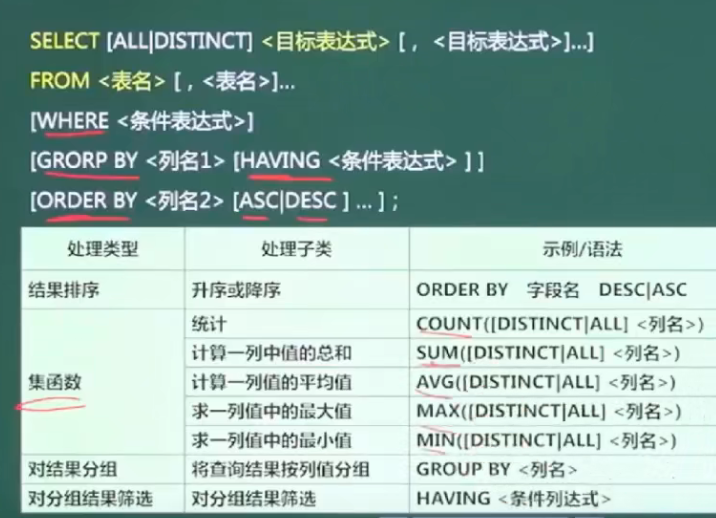 SELECT [ALL|DISTINCT] <目标表达式> [，<目标表达式>]...]
FROM <表名> [，<表名>]...
[WHERE <条件表达式>]
[GRORP BY <列名1> [HAVING <条件表达式> ] ]
[ORDER BY <列名2> [ASC|DESC ] ... ] ;
处理类型 处理子类 示例/语法
结果排序 升序或降序 ORDER BY 字段名 DESC|ASC
统计 COUNT([DISTINCT|ALL] <列名>)
计算一列中值的总和 SUM([DISTINCT|ALL] <列名>)
集函数 计算一列值的平均值 AVG([DISTINCT|ALL] <列名>)
求一列值中的最大值 MAX([DISTINCT|ALL] <列名>)
求一列值中的最小值 MIN([DISTINCT|ALL] <列名>)
对结果分组 将查询结果按列值分组 GROUP BY <列名>
对分组结果筛选 对分组结果筛选 HAVING <条件列达式>